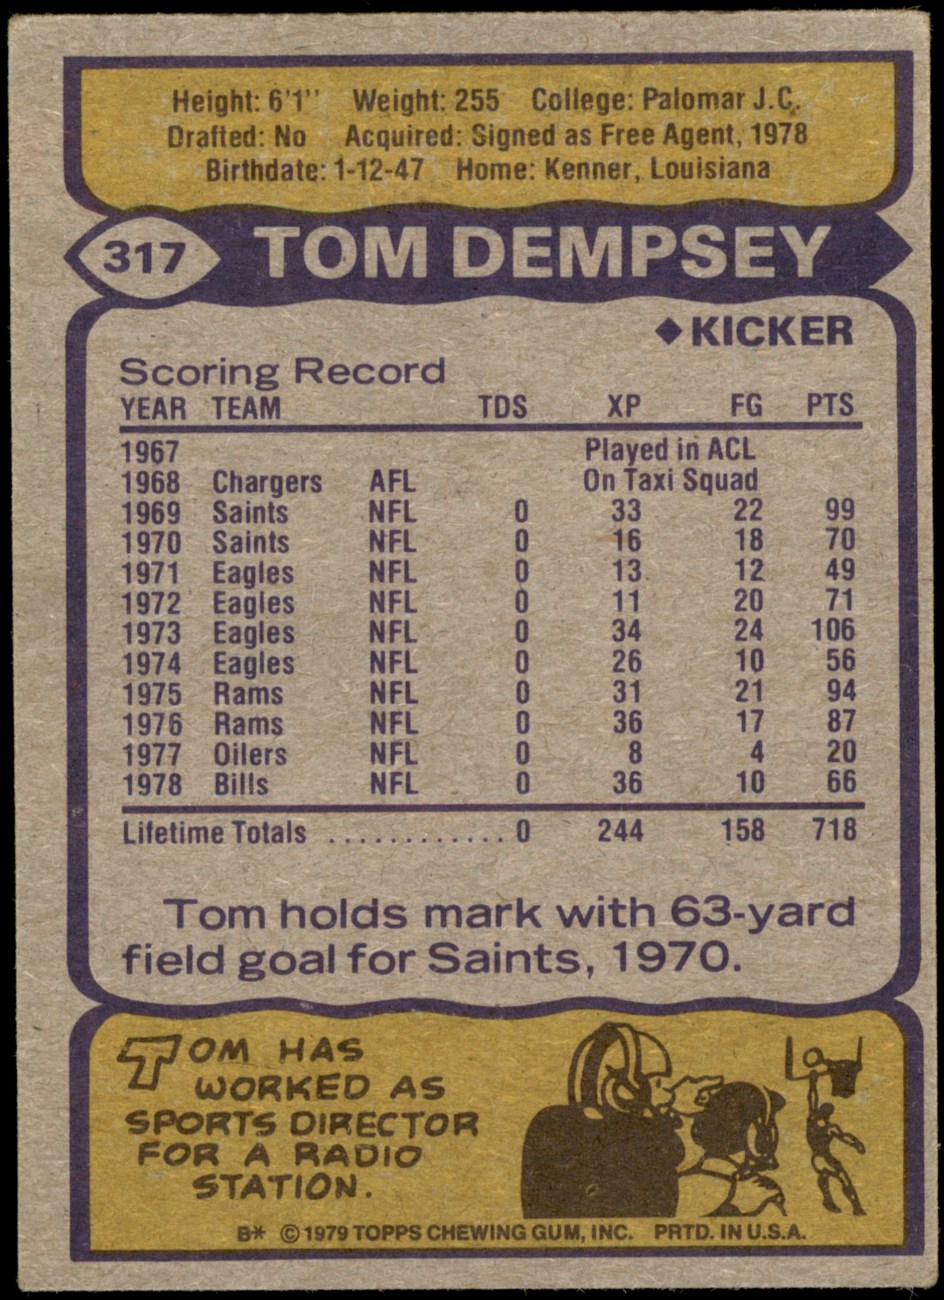 Height: 6'1'' Weight: 255 College: Palomar J.C.
Drafted: No Acquired: Signed as Free Agent, 1978
Birthdate: 1-12-47 Home: Kenner, Louisiana
317 TOM DEMPSEY
◆KICKER
Scoring Record
YEAR TEAM TDS XP FG PTS
1967 Played in ACL
1968 Chargers AFL On Taxi Squad
1969 Saints NFL 0 33 22 99
1970 Saints NFL 0 16 18 70
1971 Eagles NFL 0 13 12 49
1972 Eagles NFL 0 11 20 71
1973 Eagles NFL 0 34 24 106
1974 Eagles NFL 0 26 10 56
1975 Rams NFL 0 31 21 94
1976 Rams NFL 0 36 17 87
1977 Oilers NFL 0 8 4 20
1978 Bills NFL 0 36 10 66
Lifetime Totals ............ 0 244 158 718
Tom holds mark with 63-yard
field goal for Saints, 1970.
TOM HAS
WORKED AS
SPORTS DIRECTOR
FOR A RADIO
STATION.
B* ©1979 TOPPS CHEWING GUM, INC. PRTD. IN U.S.A.